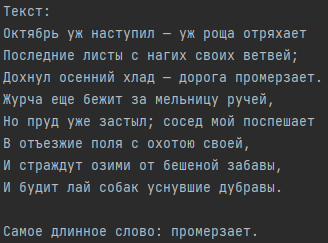 Текст:
Октябрь уж наступил — уж роща отряхает
Последние листы с нагих своих ветвей;
Дохнул осенний хлад — дорога промерзает.
Журча еще бежит за мельницу ручей,
Но пруд уже застыл; сосед мой поспешает
В отъезжие поля с охотою своей,
И страждут озими от бешеной забавы,
И будит лай собак уснувшие дубравы.

Самое длинное слово: промерзает.